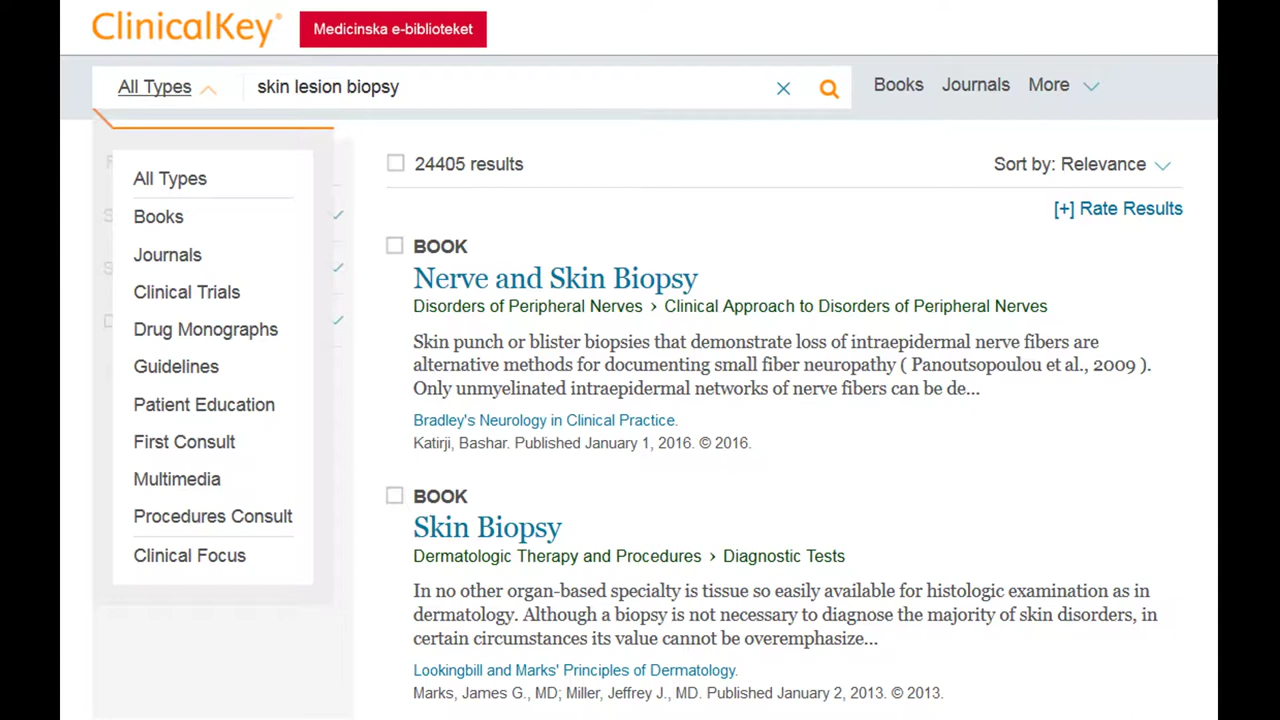 ClinicalKey®
Medicinska e-biblioteket
All Types
skin lesion biopsy
Books
Journals
More
All Types
Books
Journals
Clinical Trials
Drug Monographs
Guidelines
Patient Education
First Consult
Multimedia
Procedures Consult
Clinical Focus
24405 results
Sort by: Relevance
[+] Rate Results
BOOK
Nerve and Skin Biopsy
Disorders of Peripheral Nerves › Clinical Approach to Disorders of Peripheral Nerves
Skin punch or blister biopsies that demonstrate loss of intraepidermal nerve fibers are
alternative methods for documenting small fiber neuropathy ( Panoutsopoulou et al., 2009 ).
Only unmyelinated intraepidermal networks of nerve fibers can be de...
Bradley's Neurology in Clinical Practice.
Katirji, Bashar. Published January 1, 2016. © 2016.
BOOK
Skin Biopsy
Dermatologic Therapy and Procedures › Diagnostic Tests
In no other organ-based specialty is tissue so easily available for histologic examination as in
dermatology. Although a biopsy is not necessary to diagnose the majority of skin disorders, in
certain circumstances its value cannot be overemphasize...
Lookingbill and Marks' Principles of Dermatology.
Marks, James G., MD; Miller, Jeffrey J., MD. Published January 2, 2013. © 2013.